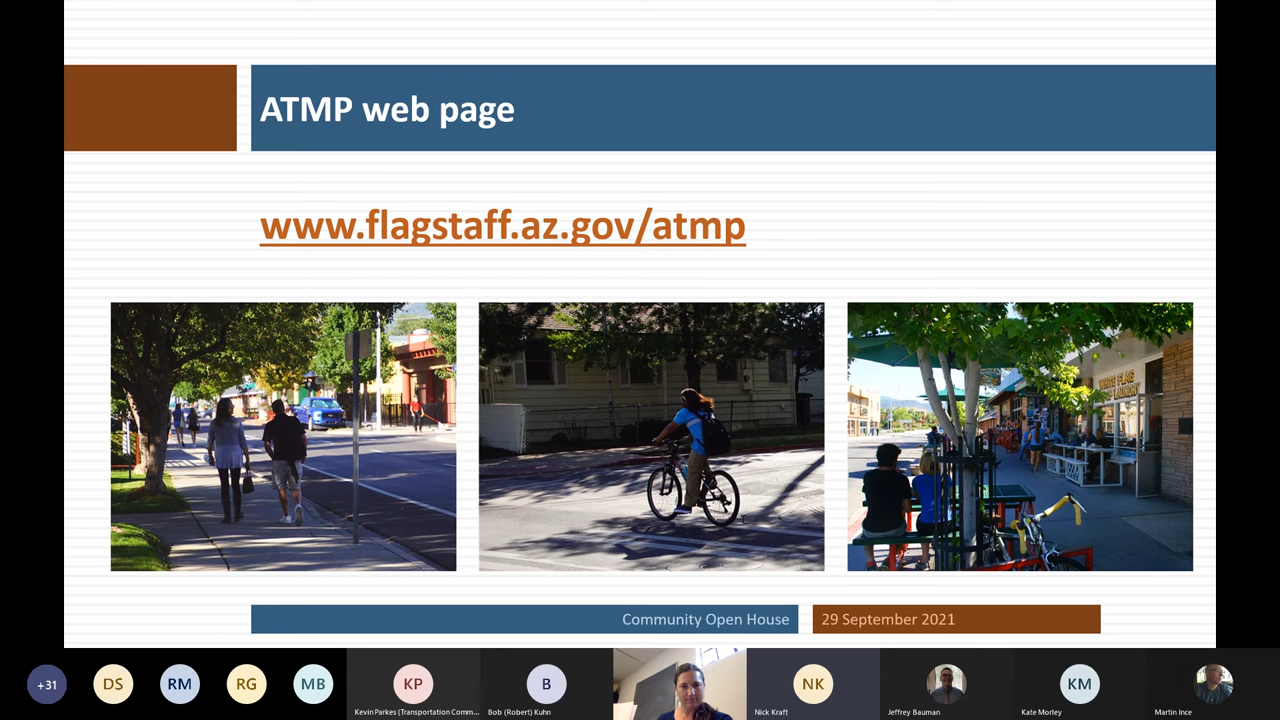 ATMP web page
www.flagstaff.az.gov/atmp
Community Open House
29 September 2021
+31
DS
RM
RG
MB
KP
B
NK
KM
Kevin Parkes (Transportation Comm...
Bob (Robert) Kuhn
Nick Kraft
Jeffrey Bauman
Kate Morley
Martin Ince